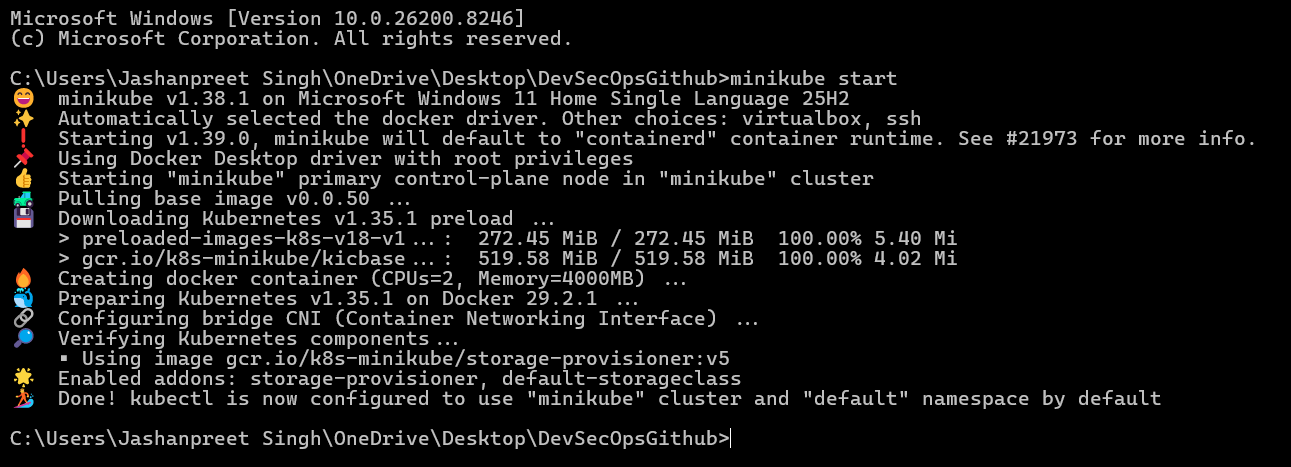 Microsoft Windows [Version 10.0.26200.8246]
(c) Microsoft Corporation. All rights reserved.
C:\Users\Jashanpreet Singh\OneDrive\Desktop\DevSecOpsGithub>minikube start
😄  minikube v1.38.1 on Microsoft Windows 11 Home Single Language 25H2
✨  Automatically selected the docker driver. Other choices: virtualbox, ssh
❗  Starting v1.39.0, minikube will default to "containerd" container runtime. See #21973 for more info.
📌  Using Docker Desktop driver with root privileges
👍  Starting "minikube" primary control-plane node in "minikube" cluster
🚜  Pulling base image v0.0.50 ...
💾  Downloading Kubernetes v1.35.1 preload ...
    > preloaded-images-k8s-v18-v1...:  272.45 MiB / 272.45 MiB  100.00% 5.40 Mi
    > gcr.io/k8s-minikube/kicbase...:  519.58 MiB / 519.58 MiB  100.00% 4.02 Mi
🔥  Creating docker container (CPUs=2, Memory=4000MB) ...
🐳  Preparing Kubernetes v1.35.1 on Docker 29.2.1 ...
🔗  Configuring bridge CNI (Container Networking Interface) ...
🔎  Verifying Kubernetes components...
    ▪ Using image gcr.io/k8s-minikube/storage-provisioner:v5
🌟  Enabled addons: storage-provisioner, default-storageclass
🏄  Done! kubectl is now configured to use "minikube" cluster and "default" namespace by default
C:\Users\Jashanpreet Singh\OneDrive\Desktop\DevSecOpsGithub>